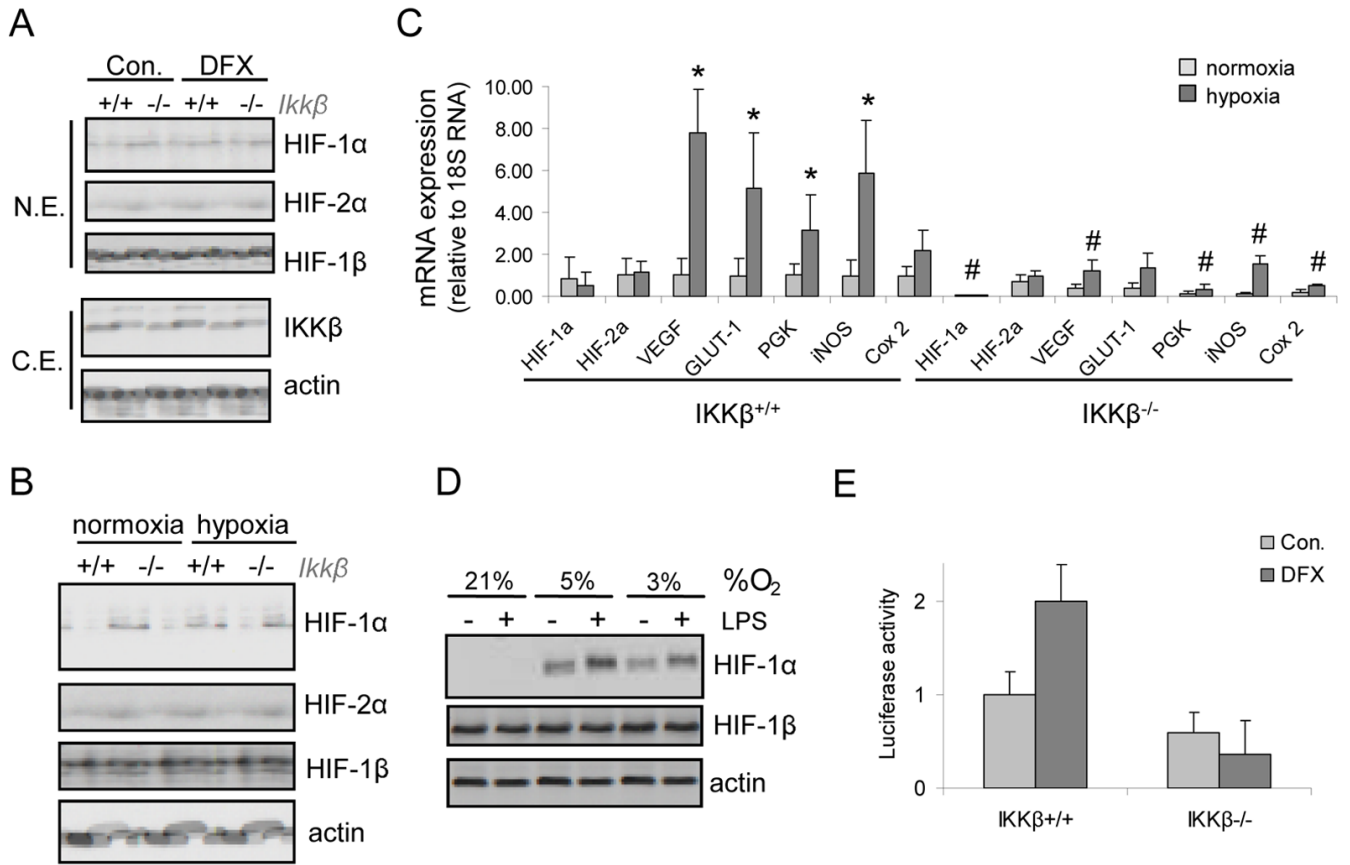 A
Con. DFX
+/+ -/- +/+ -/- Ikkβ
HIF-1α
N.E.
HIF-2α
HIF-1β
IKKβ
C.E.
actin
C
normoxia
hypoxia
mRNA expression
(relative to 18S RNA)
10.00
8.00
6.00
4.00
2.00
0.00
* * * *
# # # # #
HIF-1a HIF-2a VEGF GLUT-1 PGK iNOS Cox 2 HIF-1a HIF-2a VEGF GLUT-1 PGK iNOS Cox 2
IKKβ+/+ IKKβ-/-
B
normoxia hypoxia
+/+ -/- +/+ -/- Ikkβ
HIF-1α
HIF-2α
HIF-1β
actin
D
21% 5% 3% %O₂
- + - + - + LPS
HIF-1α
HIF-1β
actin
E
Con.
DFX
Luciferase activity
2
1
0
IKKβ+/+ IKKβ-/-